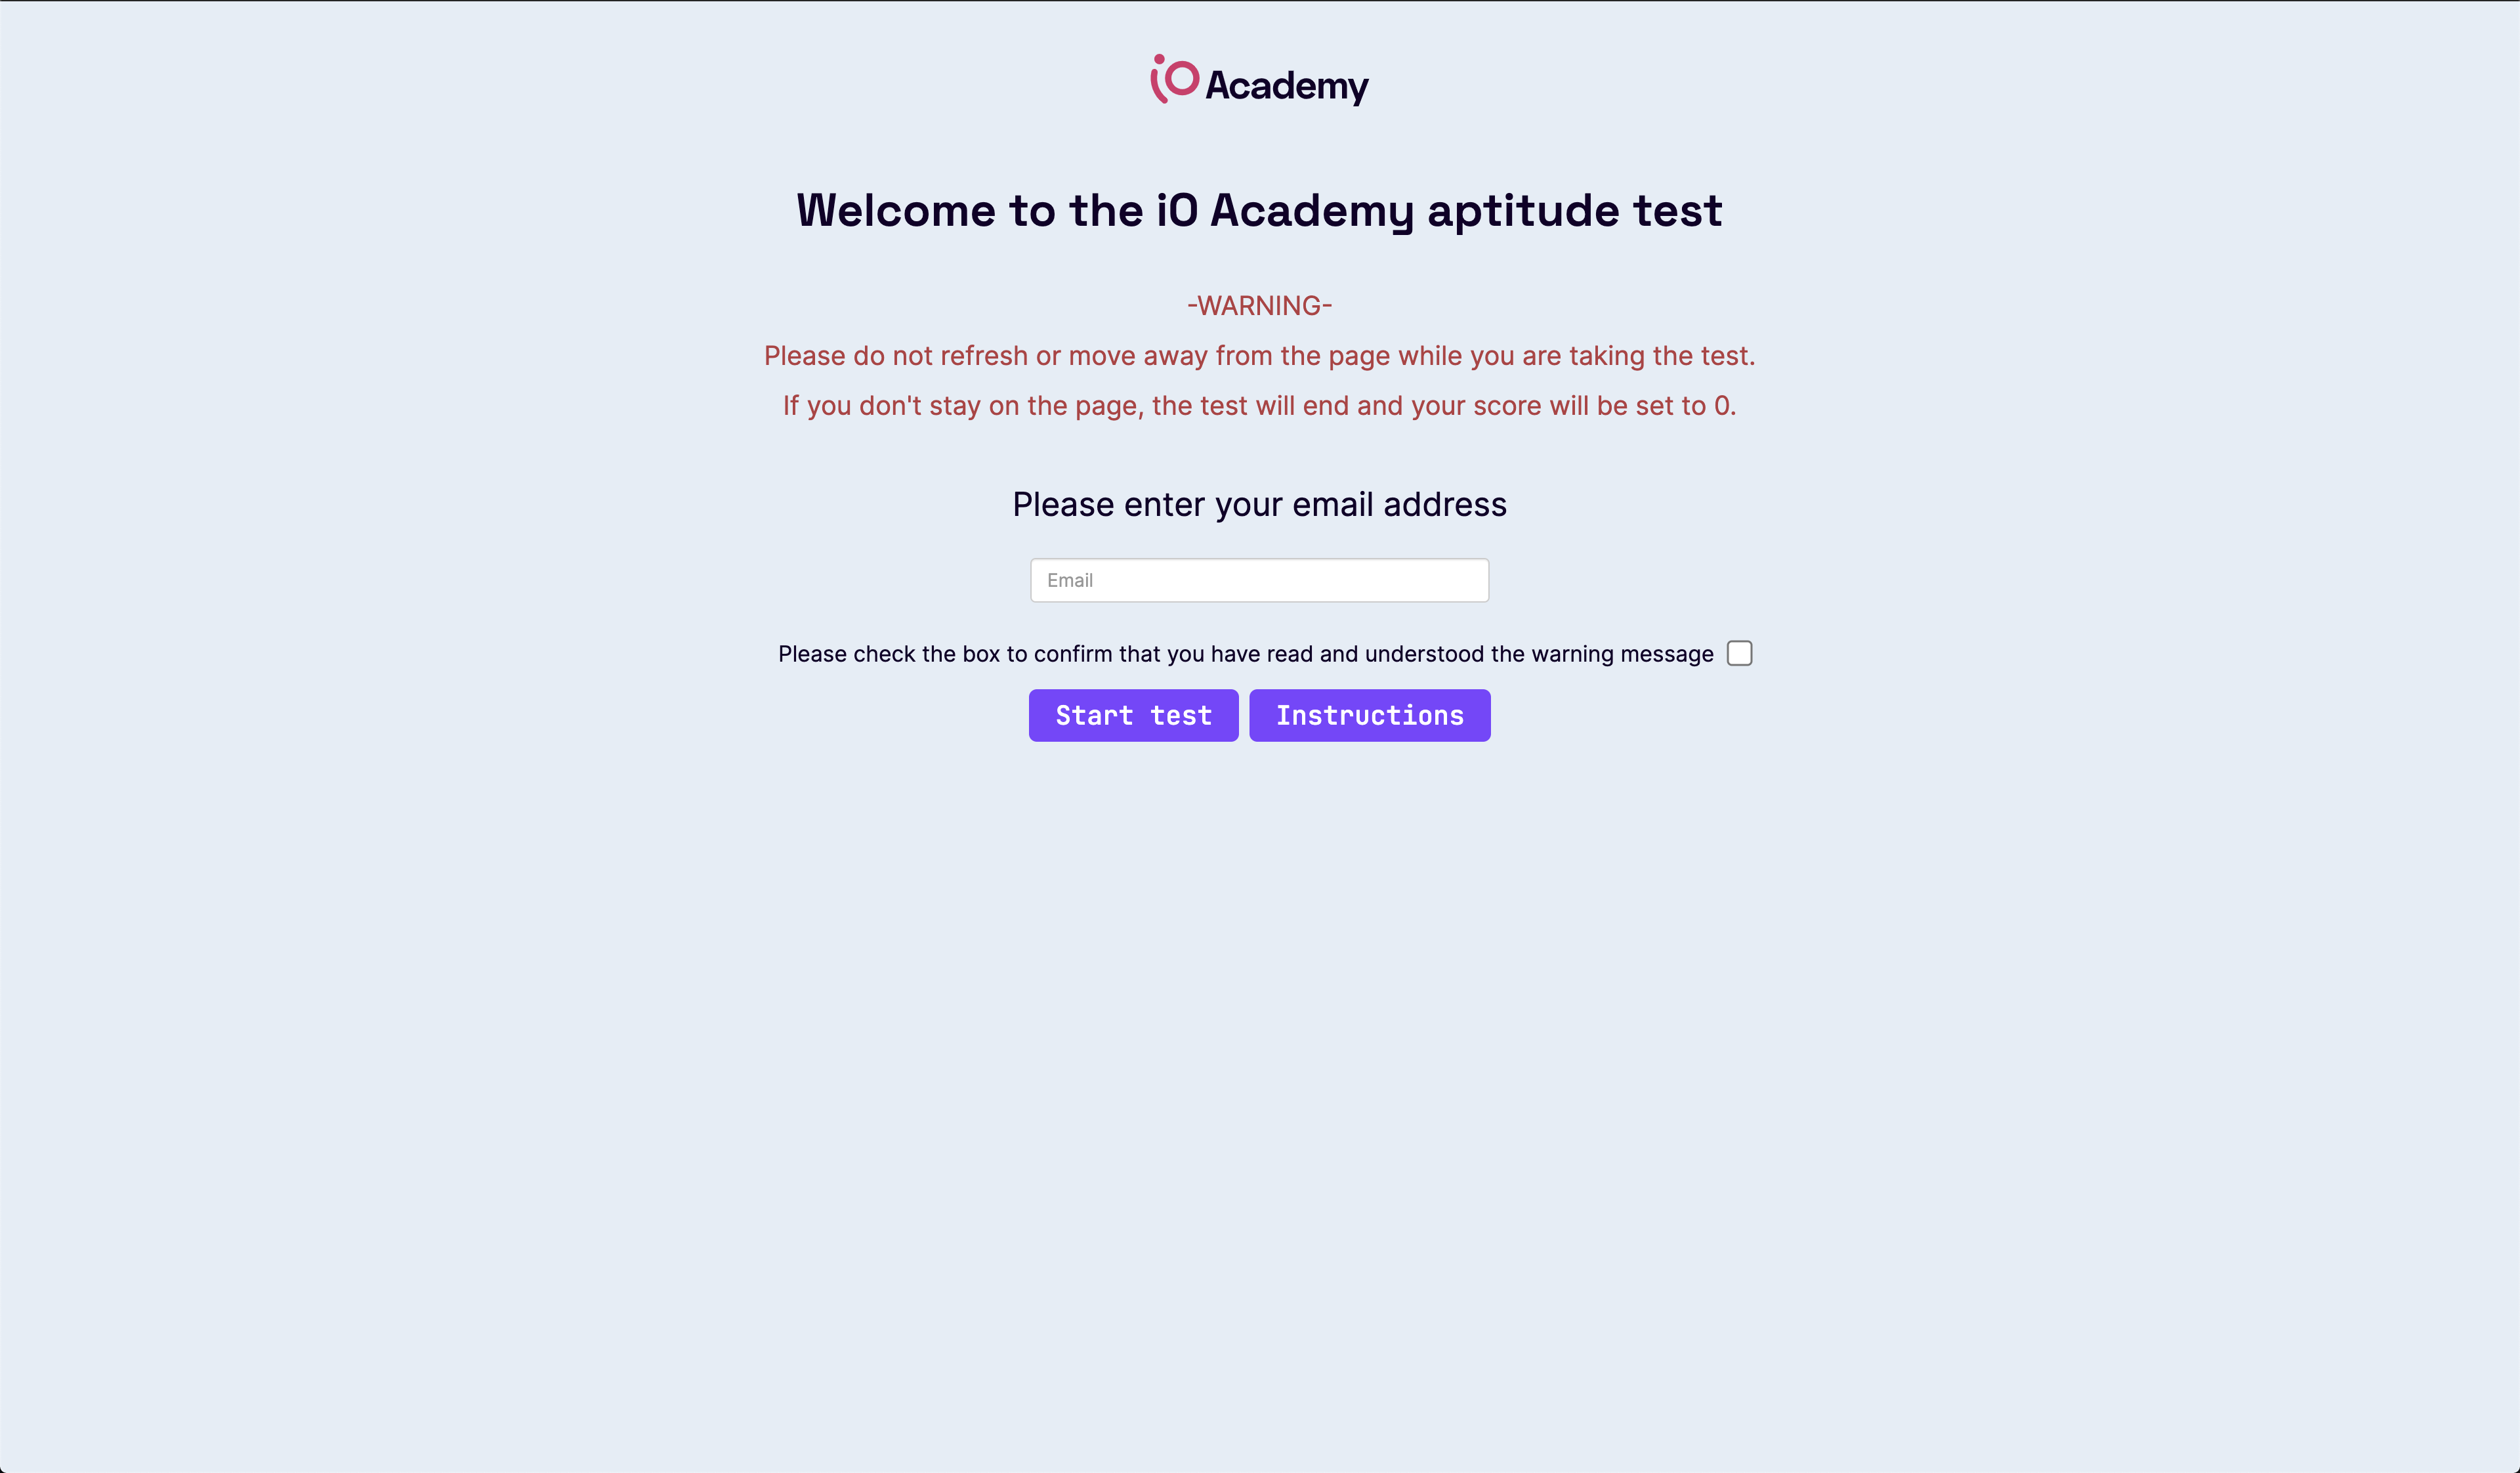 iO Academy
Welcome to the iO Academy aptitude test
-WARNING-
Please do not refresh or move away from the page while you are taking the test.
If you don't stay on the page, the test will end and your score will be set to 0.
Please enter your email address
Email
Please check the box to confirm that you have read and understood the warning message
Start test Instructions